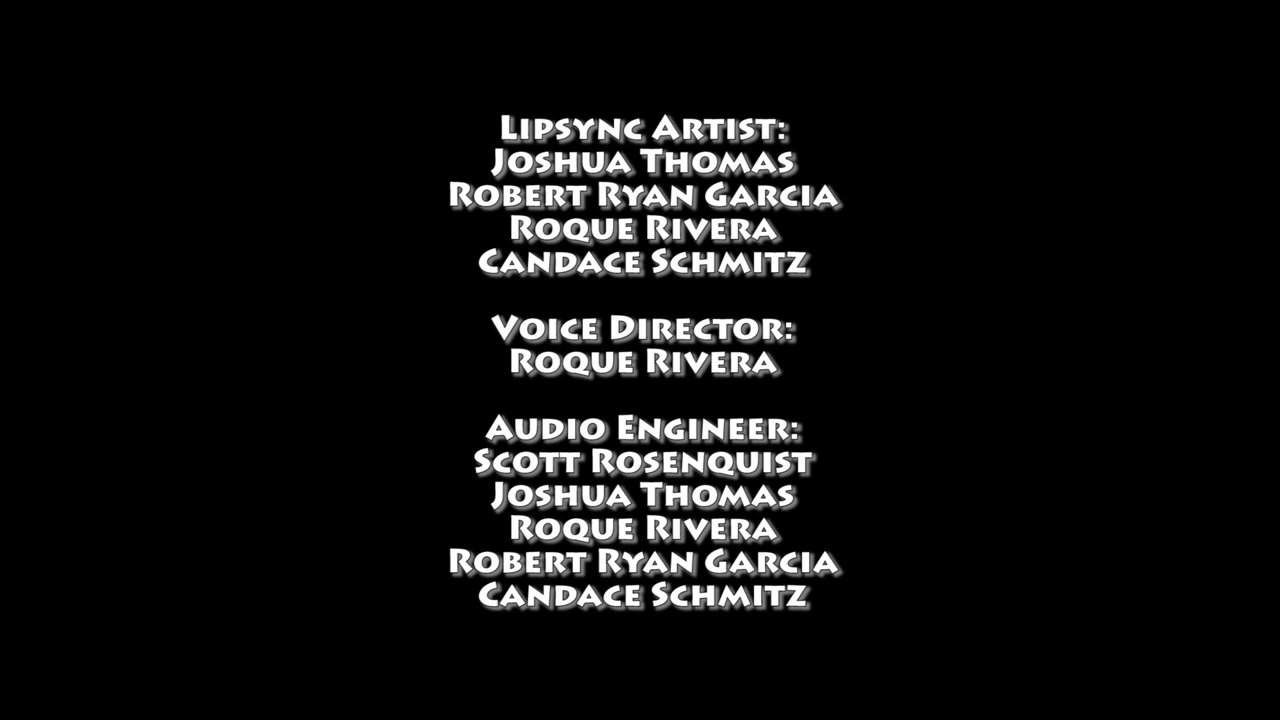 Lipsync Artist:
Joshua Thomas
Robert Ryan Garcia
Roque Rivera
Candace Schmitz
Voice Director:
Roque Rivera
Audio Engineer:
Scott Rosenquist
Joshua Thomas
Roque Rivera
Robert Ryan Garcia
Candace Schmitz